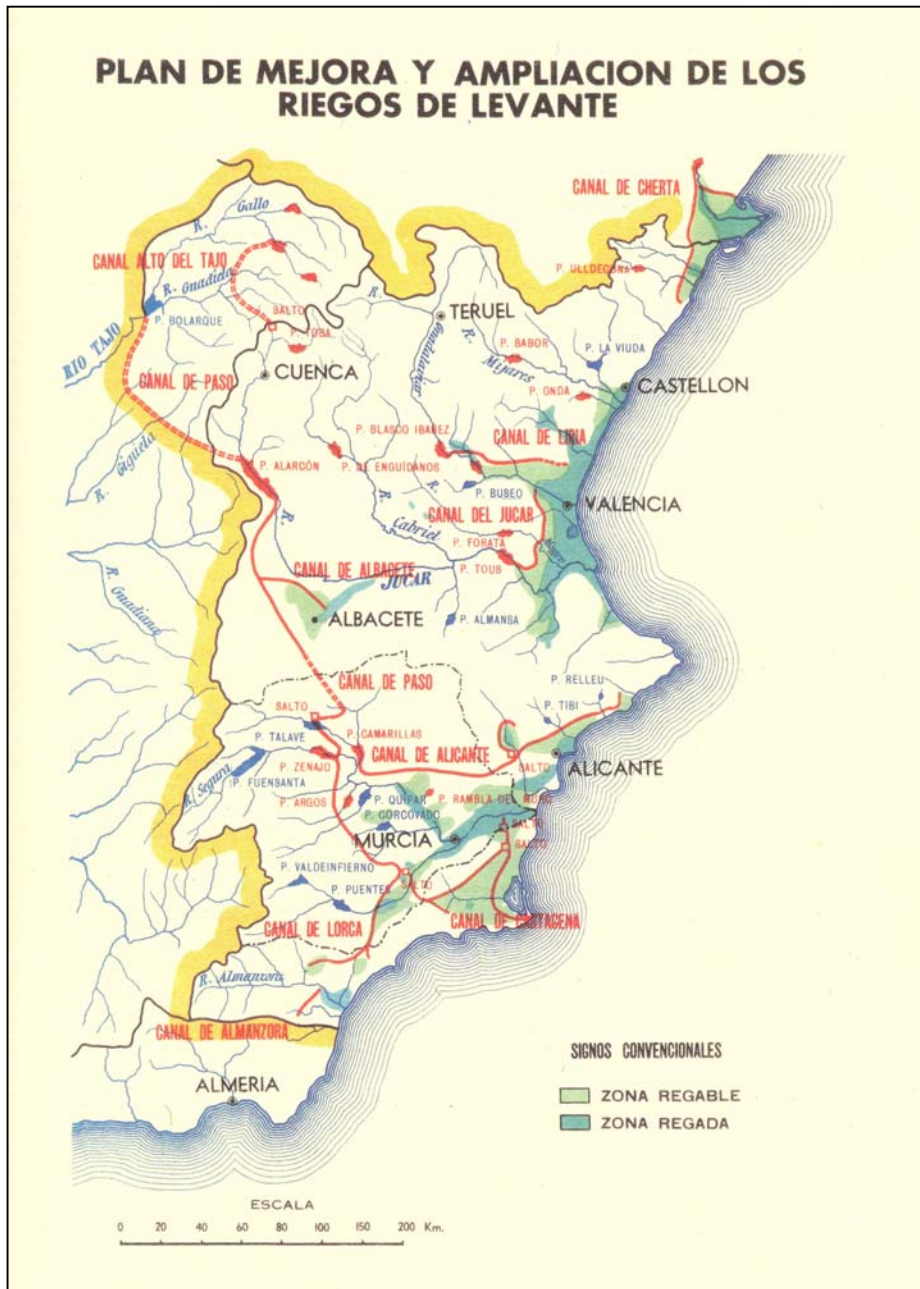 PLAN DE MEJORA Y AMPLIACION DE LOS
RIEGOS DE LEVANTE
CANAL DE CHERTA
R. Gallo
CANAL ALTO DEL TAJO
P. ULLDECONA
R. Guadiela
R.
SALTO
TERUEL
P. BOLARQUE
P. TOBA
P. BABOR
P. LA VIUDA
RIO TAJO
Guadalaviar
R. Mijares
CANAL DE PASO
CUENCA
CASTELLON
P. ONDA
P. BLASCO IBAÑEZ
CANAL DE LIRIA
R. Giguela
P. ALARCÓN
P. DE ENGUÍDANOS
R.
P. BUSEO
VALENCIA
R.
R. Cabriel
CANAL DEL JUCAR
P. FORATA
Magro
CANAL DE ALBACETE
P. TOUS
JUCAR
R. Guadiana
ALBACETE
P. ALMANSA
CANAL DE PASO
P. RELLEU
SALTO
P. TIBI
P. TALAVE
P. CAMARILLAS
CANAL DE ALICANTE
P. ZENAJO
SALTO
ALICANTE
P. FUENSANTA
R. Segura
P. ARGOS
P. QUIPAR
P. RAMBLA DEL MORO
P. CORCOVADO
SALTO
MURCIA
SALTO
P. VALDEINFIERNO
SALTO
P. PUENTES
CANAL DE CARTAGENA
CANAL DE LORCA
R. Almanzora
CANAL DE ALMANZORA
SIGNOS CONVENCIONALES
ALMERIA
ZONA REGABLE
ZONA REGADA
ESCALA
0 20 40 60 80 100 150 200 Km.